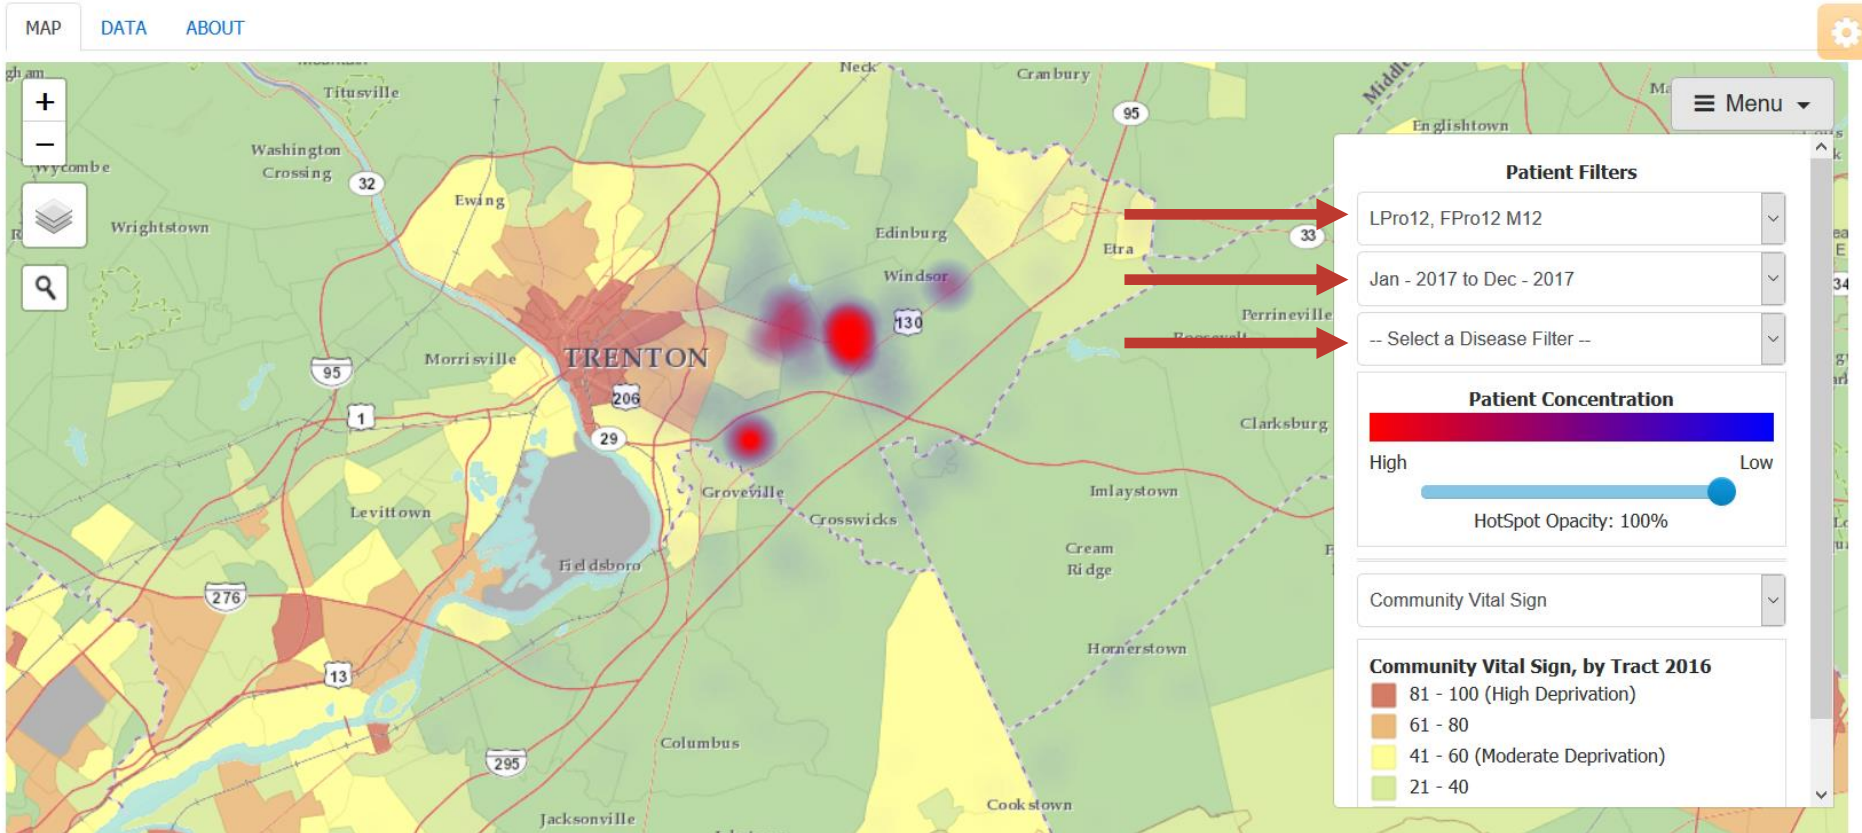 MAP DATA ABOUT
Titusville
Neck
Cranbury
95
Menu
Englishtown
Washington
Crossing
32
Wycombe
Wrightstown
Ewing
Edinburg
Windsor
Etra
33
130
Perrineville
Roosevelt
Morrisville
TRENTON
95
206
1
29
Clarksburg
Levittown
Groveville
Crosswicks
Imlaystown
Fieldsboro
Cream
Ridge
276
13
Hornerstown
Columbus
295
Cookstown
Jacksonville
Patient Filters
LPro12, FPro12 M12
Jan - 2017 to Dec - 2017
-- Select a Disease Filter --
Patient Concentration
High Low
HotSpot Opacity: 100%
Community Vital Sign
Community Vital Sign, by Tract 2016
81 - 100 (High Deprivation)
61 - 80
41 - 60 (Moderate Deprivation)
21 - 40
34